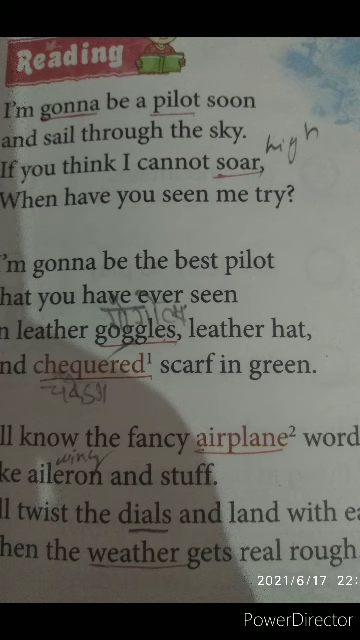 Reading
I'm gonna be a pilot soon
and sail through the sky.
high
If you think I cannot soar,
When have you seen me try?
'm gonna be the best pilot
hat you have ever seen
n leather goggles, leather hat,
nd chequered¹ scarf in green.
ll know the fancy airplane² word
wing
ke aileron and stuff.
ll twist the dials and land with ea
hen the weather gets real rough
2021/6/17 22:
PowerDirector